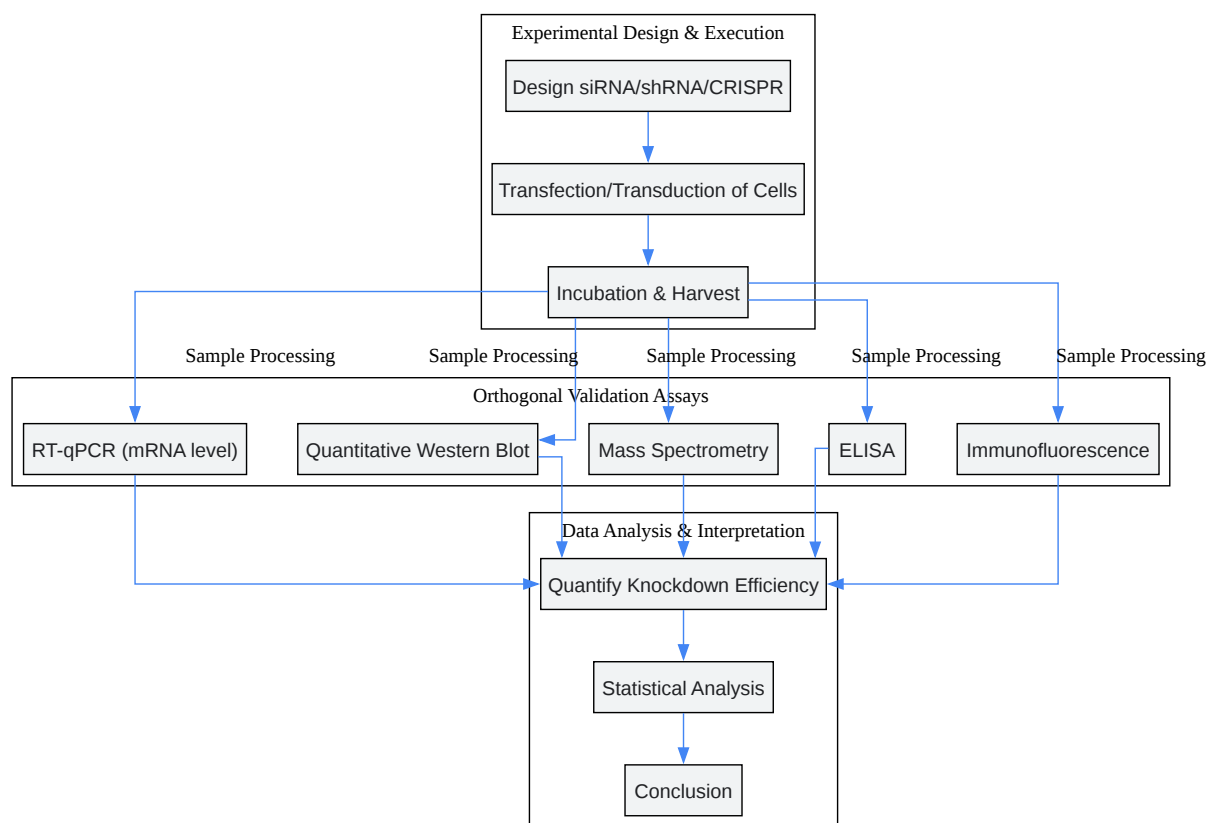 Experimental Design & Execution
Design siRNA/shRNA/CRISPR
Transfection/Transduction of Cells
Incubation & Harvest
Sample Processing
Sample Processing
Sample Processing
Sample Processing
Sample Processing
Orthogonal Validation Assays
RT-qPCR (mRNA level)
Quantitative Western Blot
Mass Spectrometry
ELISA
Immunofluorescence
Data Analysis & Interpretation
Quantify Knockdown Efficiency
Statistical Analysis
Conclusion